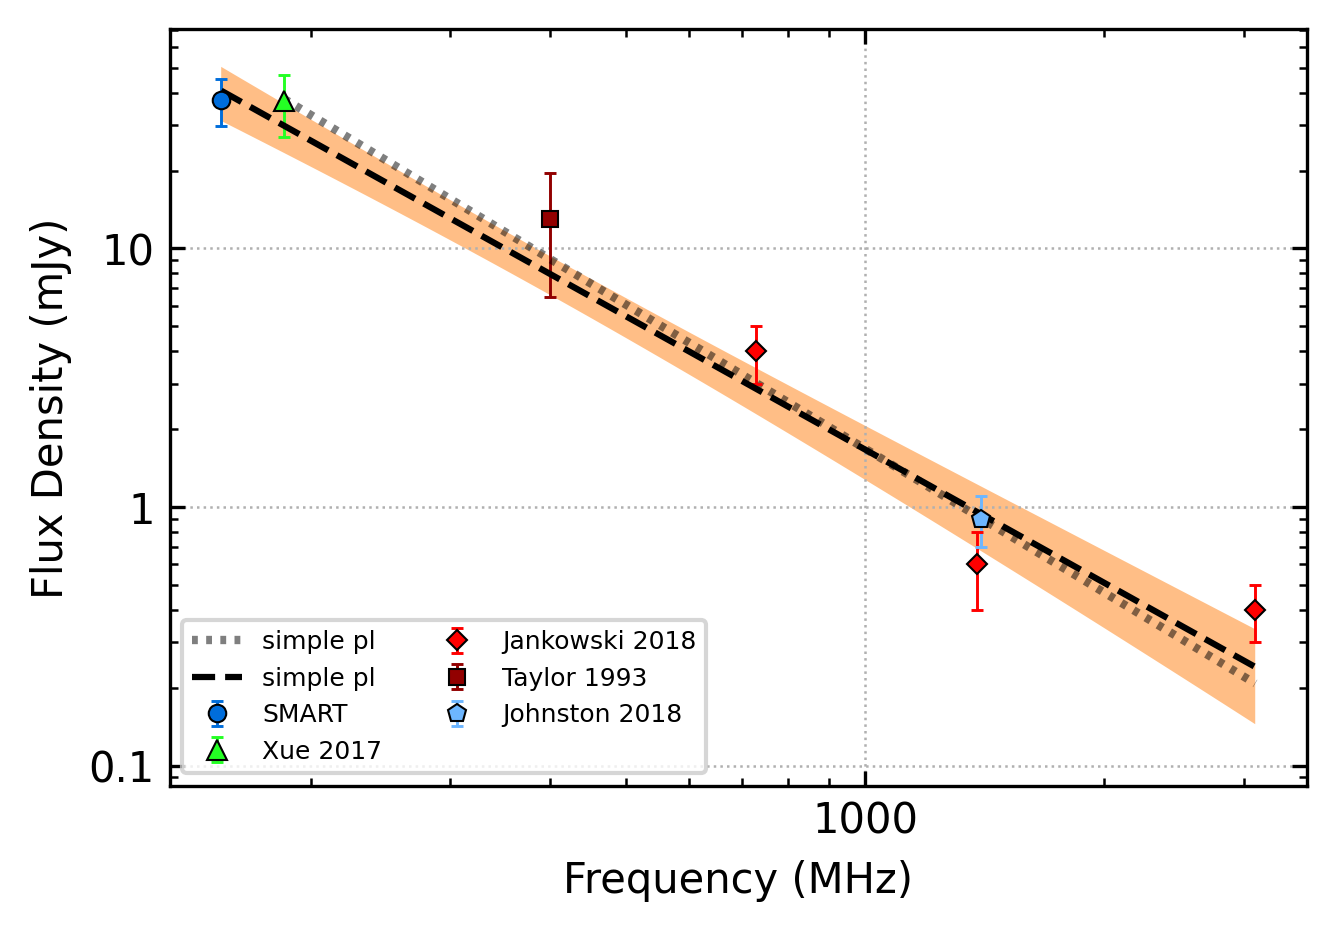 Flux Density (mJy)
10
1
0.1
simple pl
simple pl
SMART
Xue 2017
Jankowski 2018
Taylor 1993
Johnston 2018
1000
Frequency (MHz)